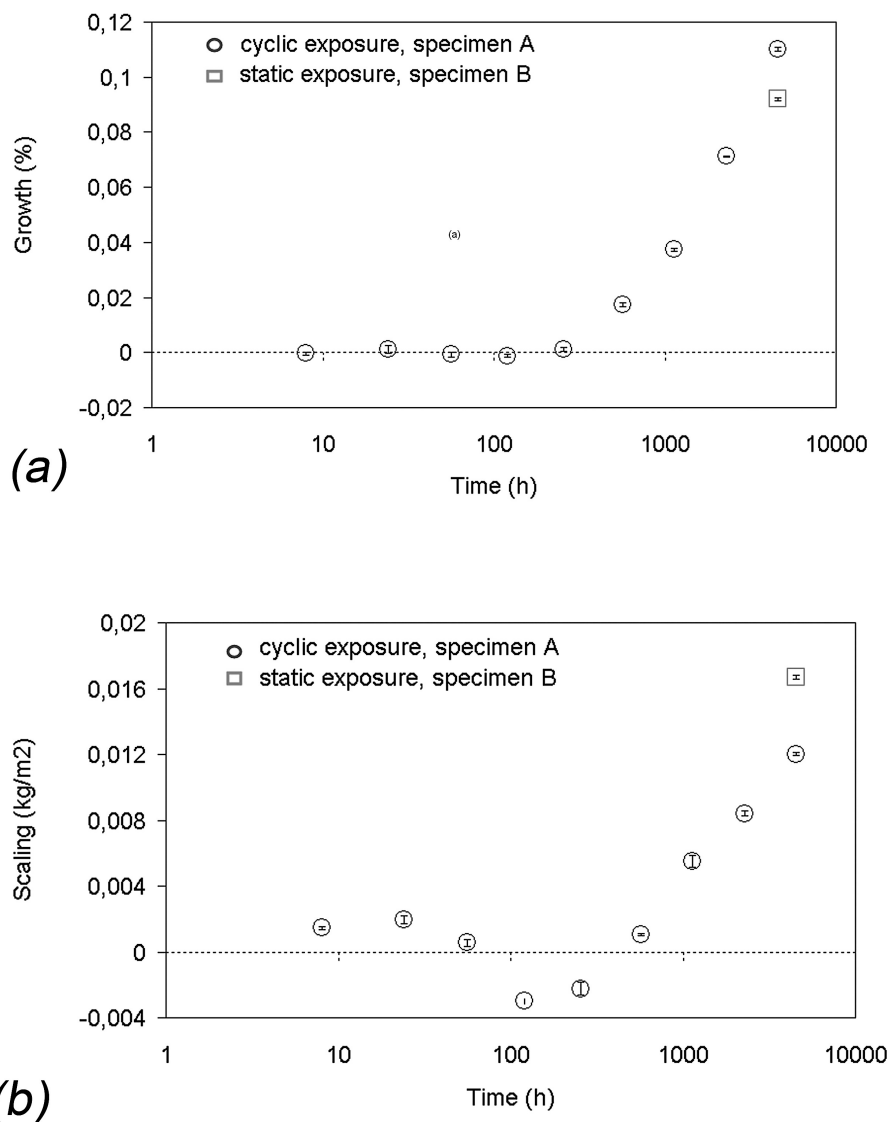 0,12
cyclic exposure, specimen A
0,1
static exposure, specimen B
0,08
Growth (%)
0,06
0,04
(a)
0,02
0
-0,02
1 10 100 1000 10000
(a)
Time (h)
0,02
cyclic exposure, specimen A
static exposure, specimen B
0,016
0,012
Scaling (kg/m2)
0,008
0,004
0
-0,004
1 10 100 1000 10000
(b)
Time (h)